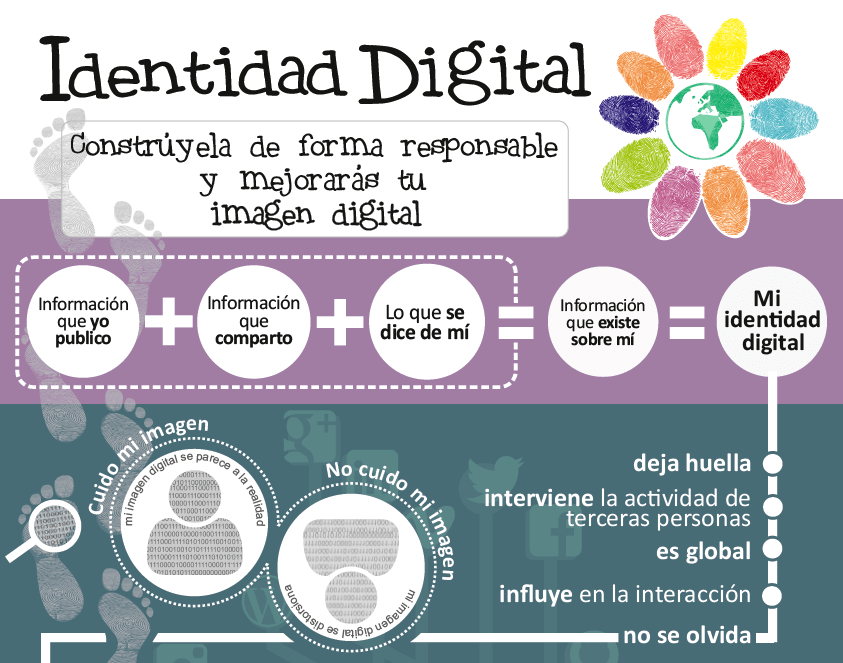 Identidad Digital
Constrúyela de forma responsable
y mejorarás tu
imagen digital
Información
que yo
publico
+
Información
que
comparto
+
Lo que se
dice de mí
=
Información
que existe
sobre mí
=
Mi
identidad
digital
Cuido mi imagen
mi imagen digital se parece a la realidad
No cuido mi imagen
mi imagen digital se distorsiona
deja huella
interviene la actividad de
terceras personas
es global
influye en la interacción
no se olvida